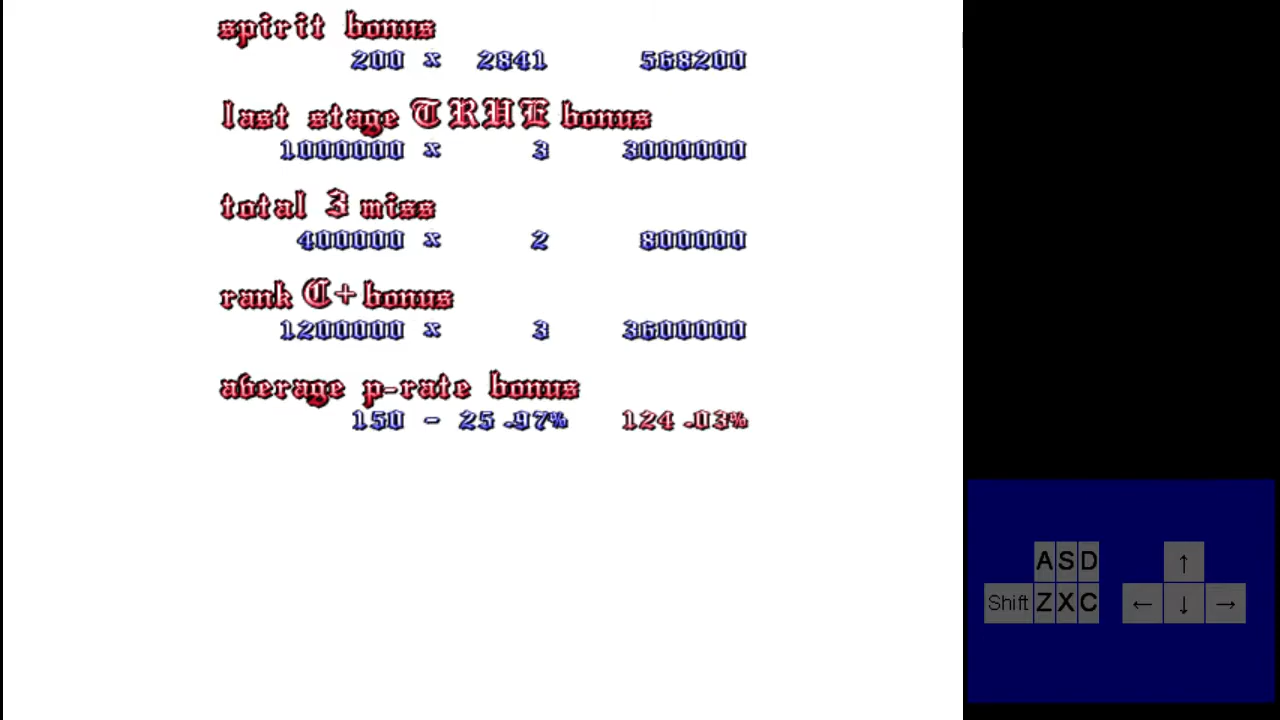 spirit bonus
200 x 2841 568200
last stage TRUE bonus
1000000 x 3 3000000
total 3 miss
400000 x 2 800000
rank C+ bonus
1200000 x 3 3600000
average p-rate bonus
150 - 25.97% 124.03%
A S D ↑
Shift Z X C ← ↓ →